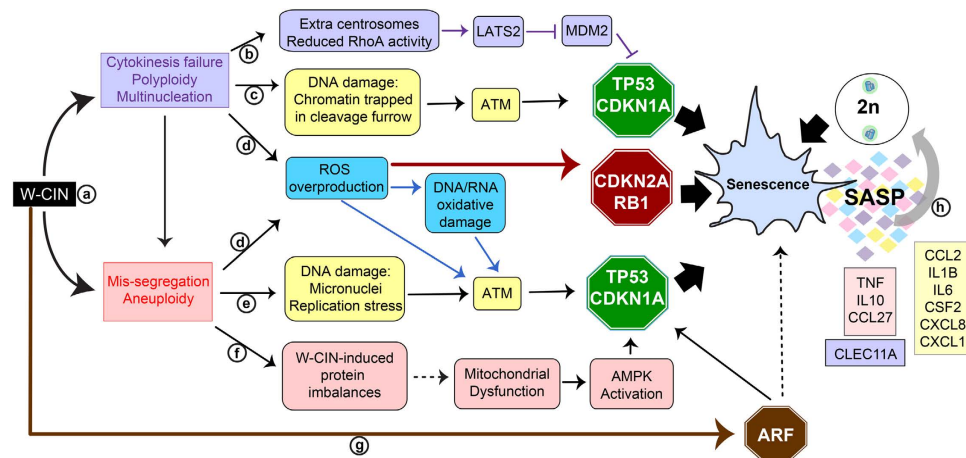 Extra centrosomes
Reduced RhoA activity
LATS2
MDM2
b
Cytokinesis failure
Polyploidy
Multinucleation
c
DNA damage:
Chromatin trapped
in cleavage furrow
ATM
TP53
CDKN1A
2n
d
ROS
overproduction
DNA/RNA
oxidative
damage
CDKN2A
RB1
Senescence
SASP
h
W-CIN
a
d
Mis-segregation
Aneuploidy
e
DNA damage:
Micronuclei
Replication stress
ATM
TP53
CDKN1A
TNF
IL10
CCL27
CCL2
IL1B
IL6
CSF2
CXCL8
CXCL1
CLEC11A
f
W-CIN-induced
protein
imbalances
Mitochondrial
Dysfunction
AMPK
Activation
ARF
g